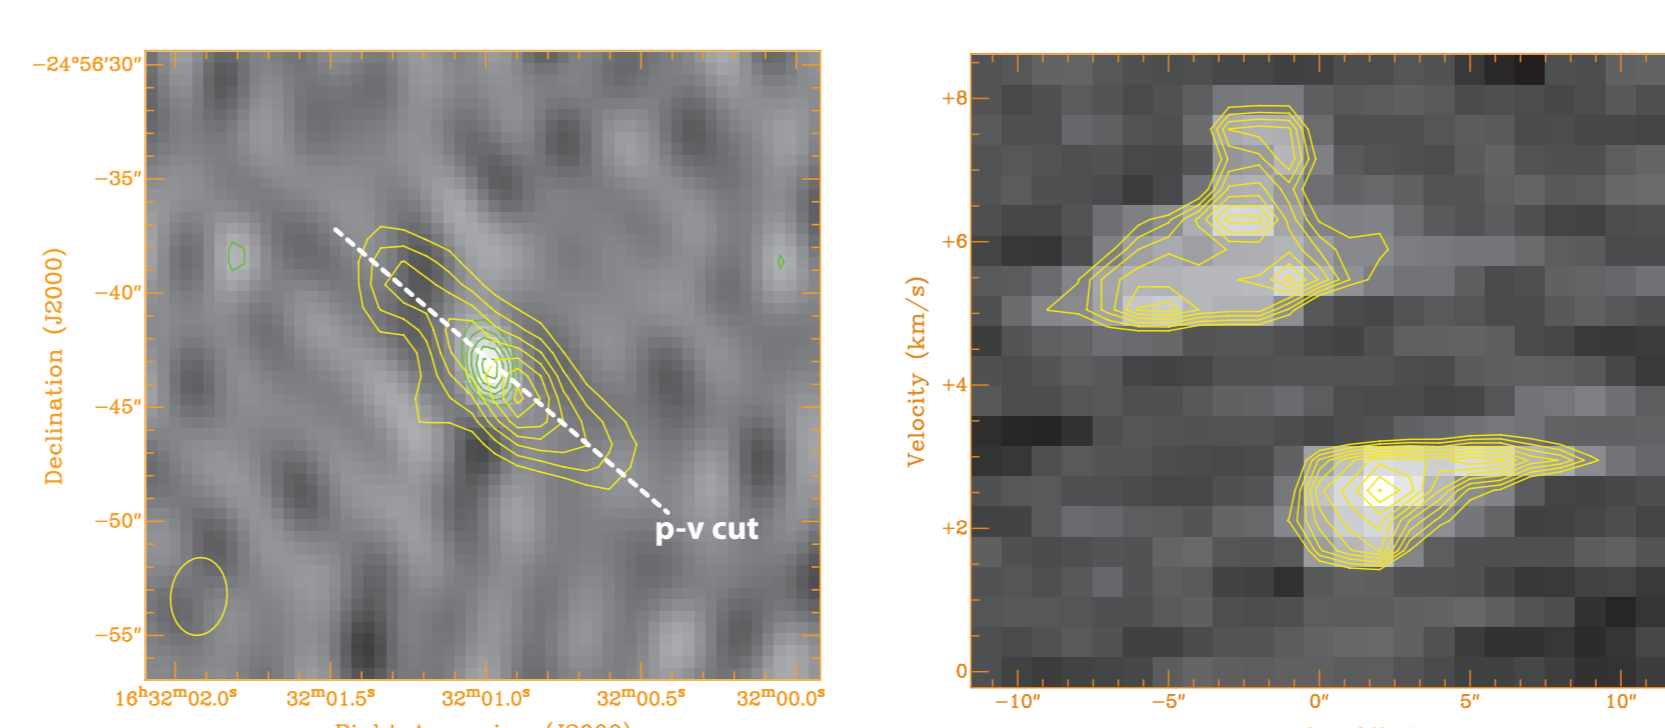 −24°56′30″
−35″
−40″
−45″
−50″
−55″
Declination (J2000)
16ʰ32ᵐ02.0ˢ
32ᵐ01.5ˢ
32ᵐ01.0ˢ
32ᵐ00.5ˢ
32ᵐ00.0ˢ
p-v cut
+8
+6
+4
+2
0
Velocity (km/s)
−10″
−5″
0″
5″
10″